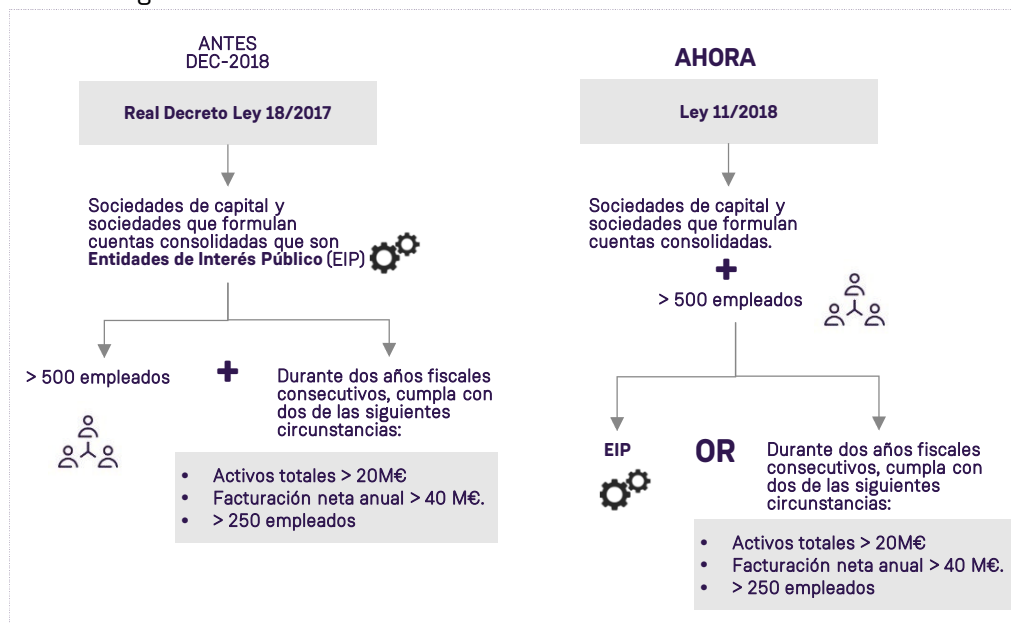 ANTES
DEC-2018
Real Decreto Ley 18/2017
Sociedades de capital y
sociedades que formulan
cuentas consolidadas que son
Entidades de Interés Público (EIP)
> 500 empleados
+
Durante dos años fiscales
consecutivos, cumpla con
dos de las siguientes
circunstancias:
• Activos totales > 20M€
• Facturación neta anual > 40 M€.
• > 250 empleados
AHORA
Ley 11/2018
Sociedades de capital y
sociedades que formulan
cuentas consolidadas.
+
> 500 empleados
EIP
OR
Durante dos años fiscales
consecutivos, cumpla con
dos de las siguientes
circunstancias:
• Activos totales > 20M€
• Facturación neta anual > 40 M€.
• > 250 empleados